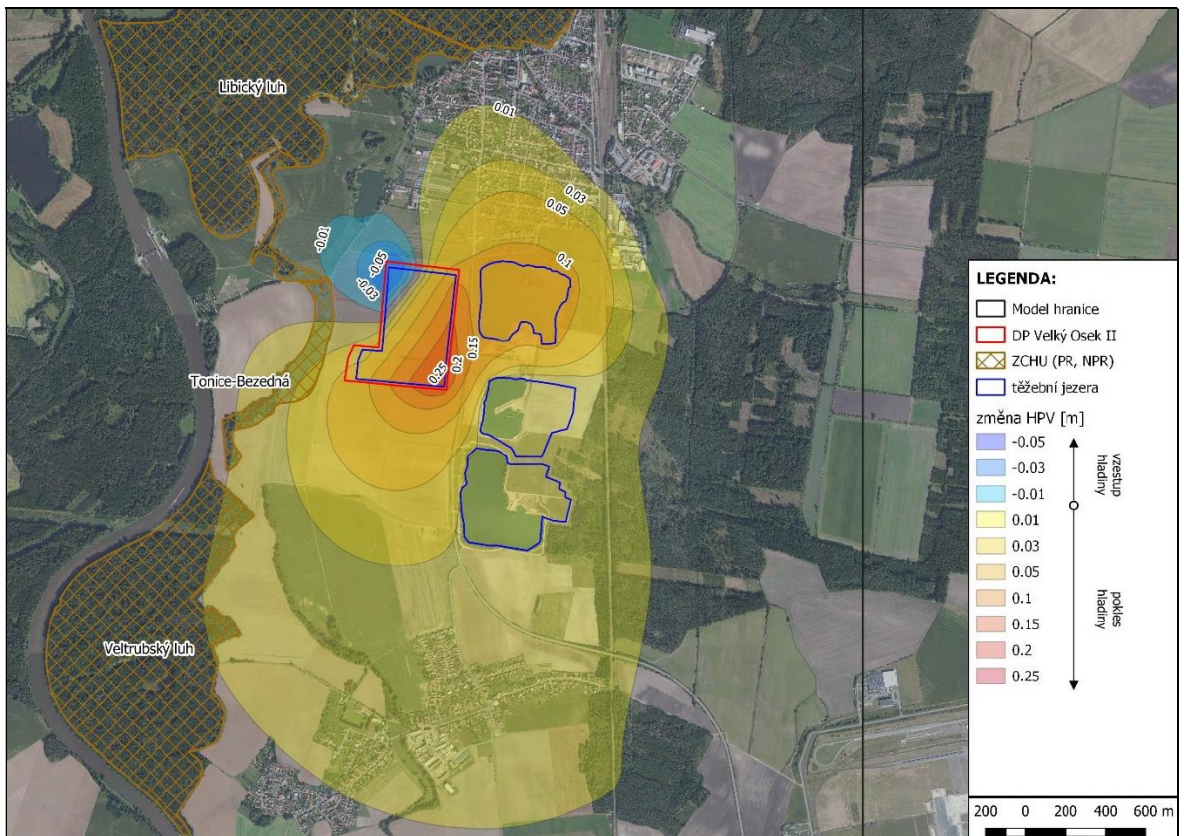 Libický luh
0.01
0.03
0.05
-0.01
-0.05
-0.03
0.1
0.15
0.2
0.25
Tonice-Bezedná
Veltrubský luh
LEGENDA:
Model hranice
DP Velký Osek II
ZCHU (PR, NPR)
těžební jezera
změna HPV [m]
-0.05
-0.03
-0.01
0.01
0.03
0.05
0.1
0.15
0.2
0.25
vzestup
hladiny
pokles
hladiny
200 0 200 400 600 m